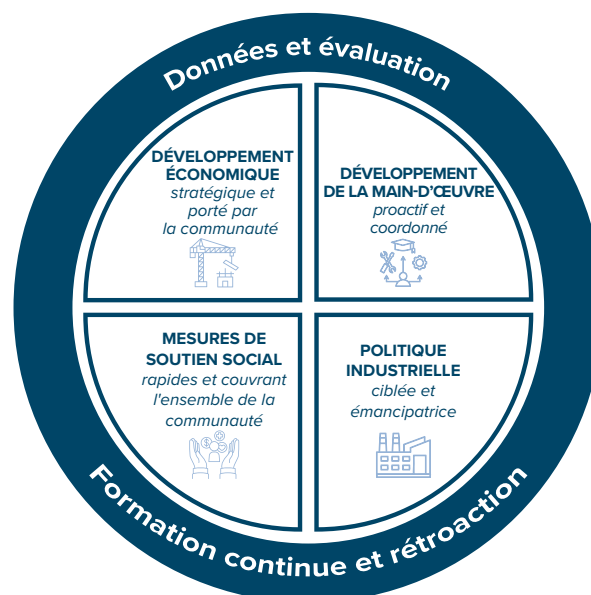 Données et évaluation
DÉVELOPPEMENT
ÉCONOMIQUE
stratégique et
porté par
la communauté
DÉVELOPPEMENT
DE LA MAIN-D'ŒUVRE
proactif et
coordonné
MESURES DE
SOUTIEN SOCIAL
rapides et couvrant
l'ensemble de la
communauté
POLITIQUE
INDUSTRIELLE
ciblée et
émancipatrice
Formation continue et rétroaction